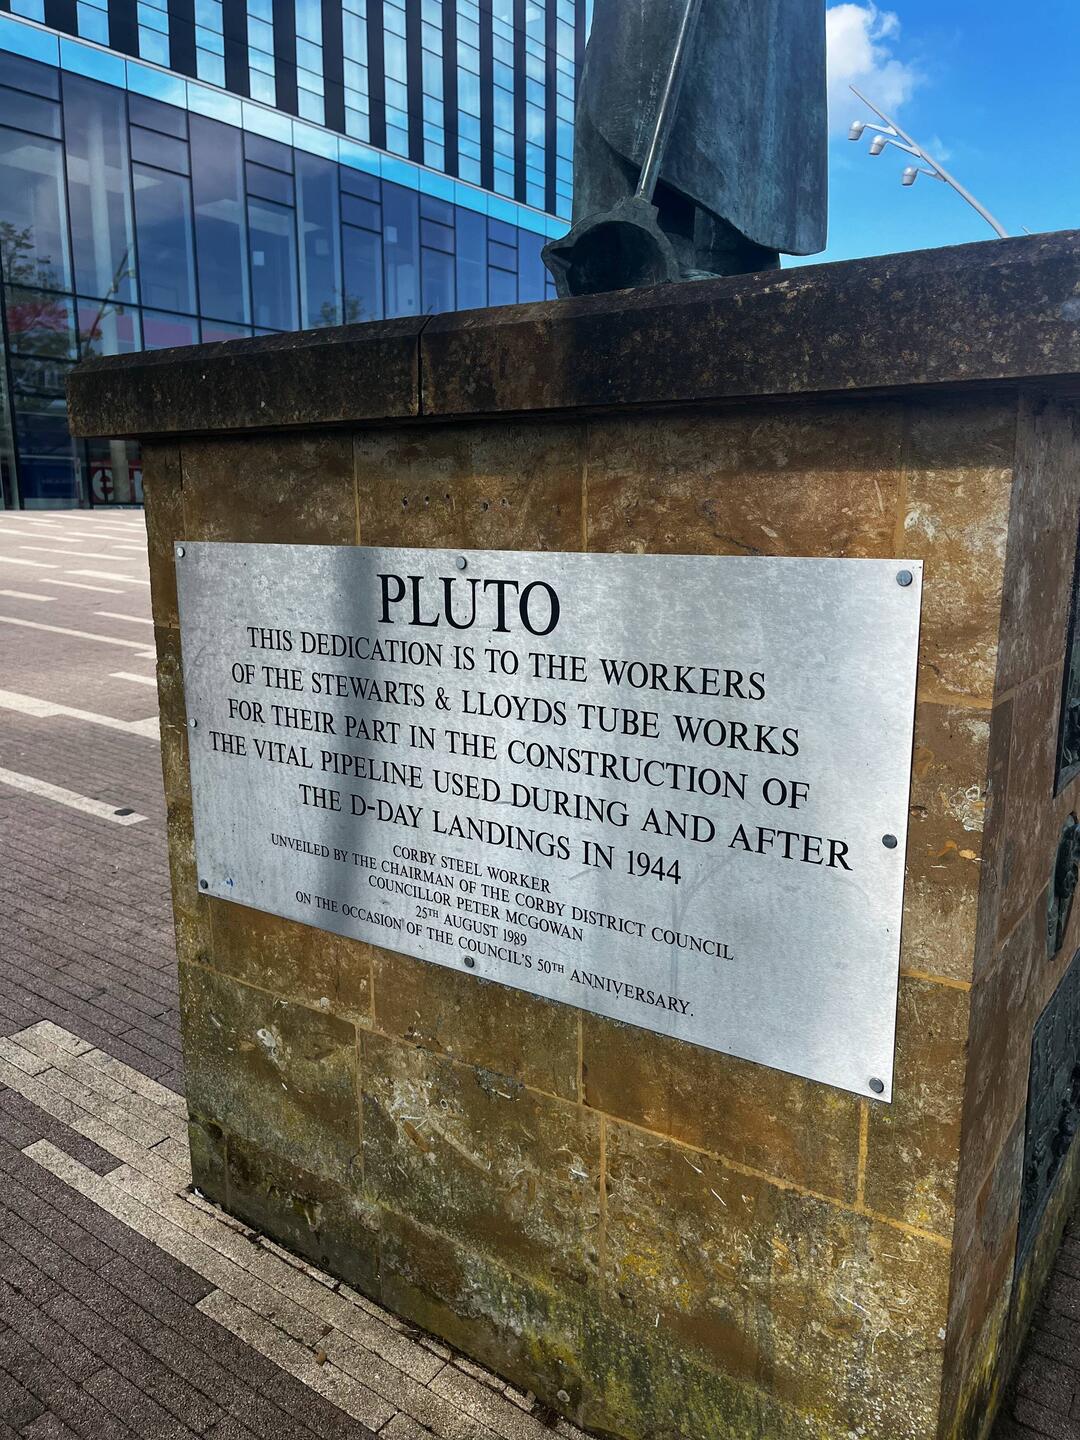 PLUTO
THIS DEDICATION IS TO THE WORKERS
OF THE STEWARTS & LLOYDS TUBE WORKS
FOR THEIR PART IN THE CONSTRUCTION OF
THE VITAL PIPELINE USED DURING AND AFTER
THE D-DAY LANDINGS IN 1944
CORBY STEEL WORKER
UNVEILED BY THE CHAIRMAN OF THE CORBY DISTRICT COUNCIL
COUNCILLOR PETER MCGOWAN
25TH AUGUST 1989
ON THE OCCASION OF THE COUNCIL'S 50TH ANNIVERSARY.